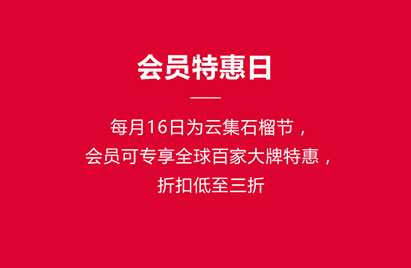 会员特惠日
每月16日为云集石榴节，
会员可专享全球百家大牌特惠，
折扣低至三折